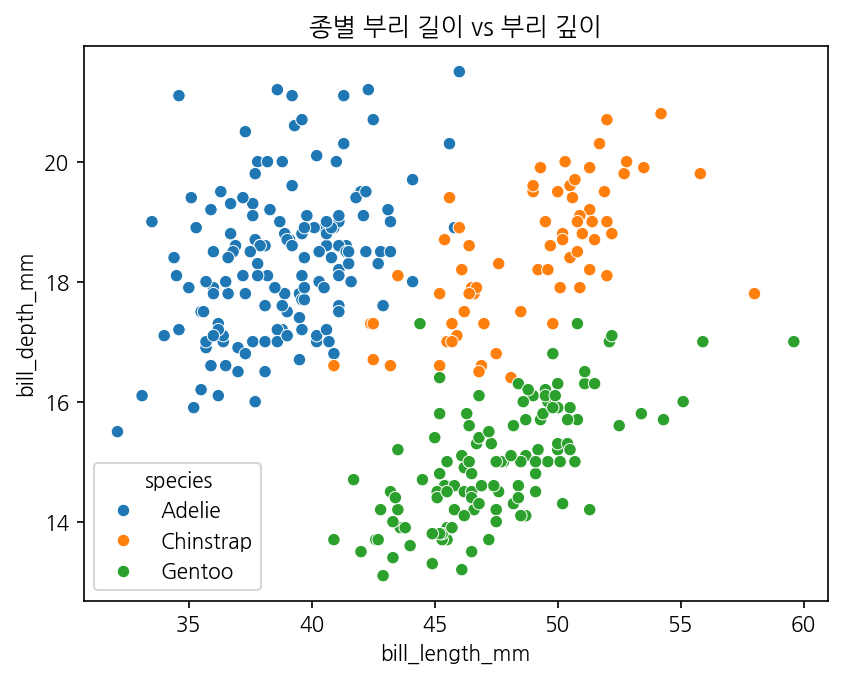 종별 부리 길이 vs 부리 깊이
bill_depth_mm
20
18
16
14
species
Adelie
Chinstrap
Gentoo
35 40 45 50 55 60
bill_length_mm